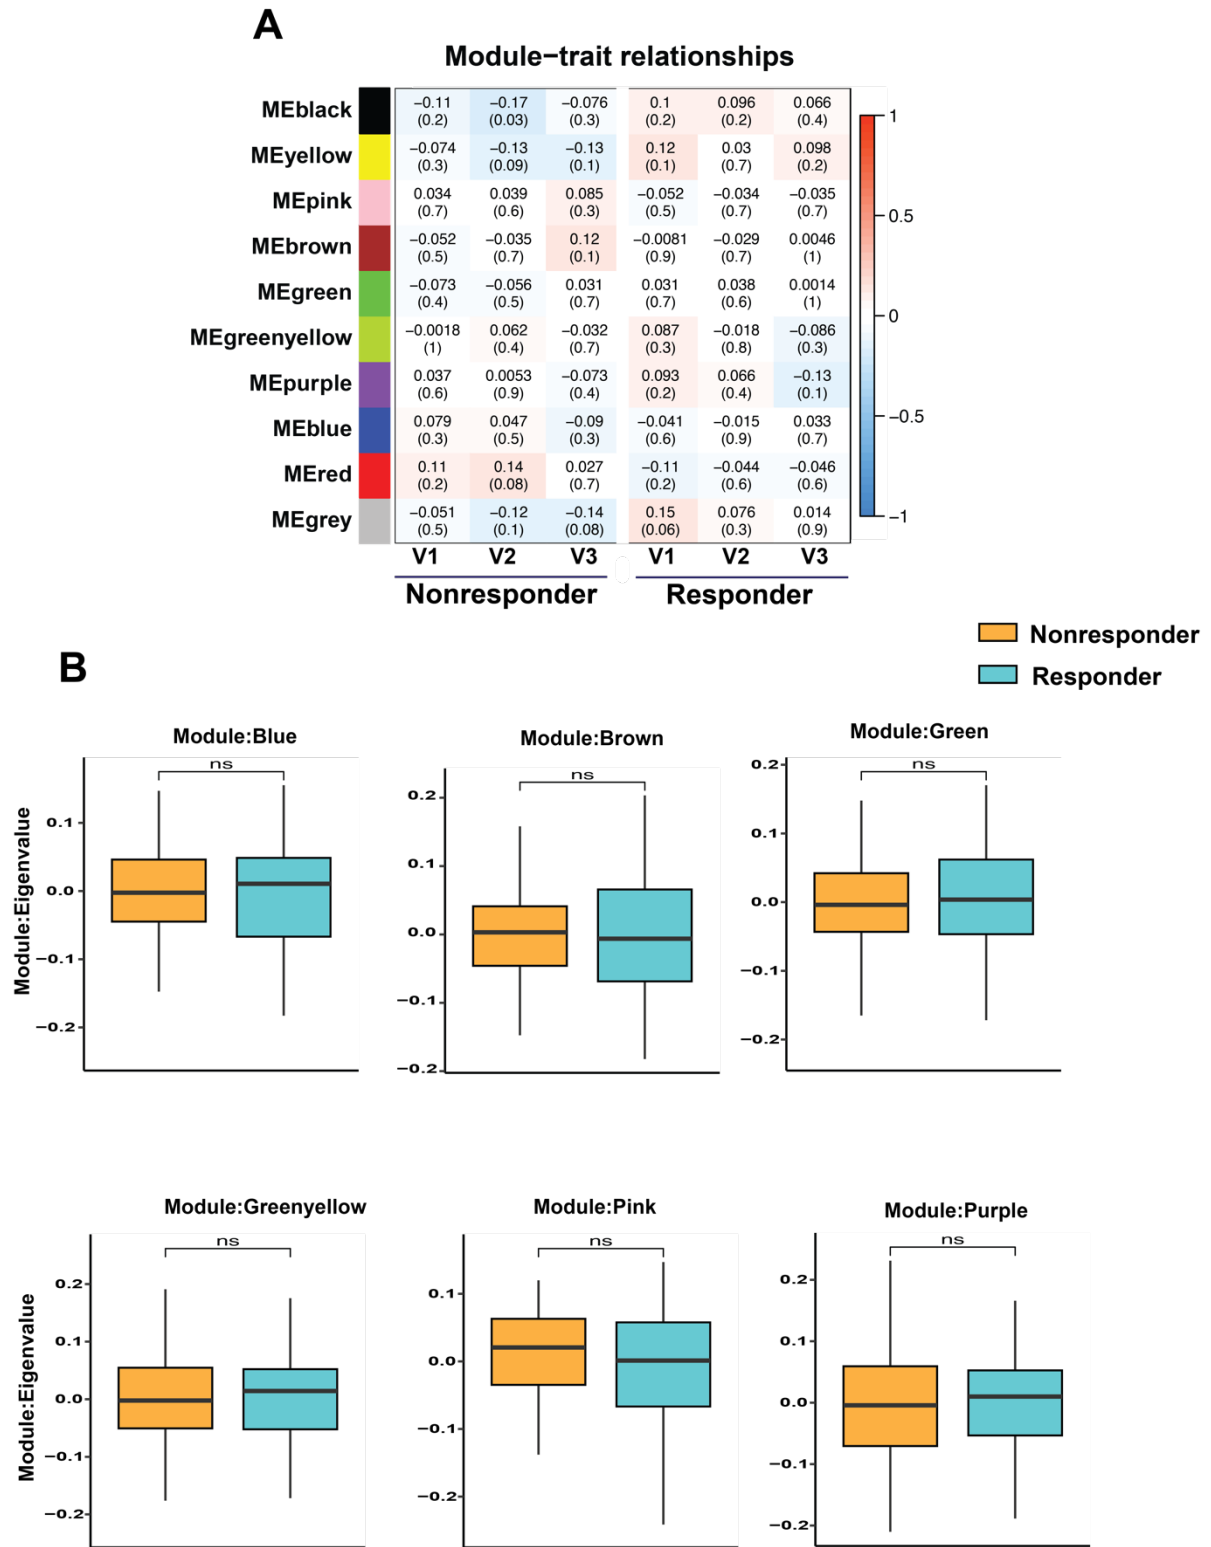 A
Module−trait relationships
MEblack −0.11 −0.17 −0.076 0.1 0.096 0.066
(0.2) (0.03) (0.3) (0.2) (0.2) (0.4)
MEyellow −0.074 −0.13 −0.13 0.12 0.03 0.098
(0.3) (0.09) (0.1) (0.1) (0.7) (0.2)
MEpink 0.034 0.039 0.085 −0.052 −0.034 −0.035
(0.7) (0.6) (0.3) (0.5) (0.7) (0.7)
MEbrown −0.052 −0.035 0.12 −0.0081 −0.029 0.0046
(0.5) (0.7) (0.1) (0.9) (0.7) (1)
MEgreen −0.073 −0.056 0.031 0.031 0.038 0.0014
(0.4) (0.5) (0.7) (0.7) (0.6) (1)
MEgreenyellow −0.0018 0.062 −0.032 0.087 −0.018 −0.086
(1) (0.4) (0.7) (0.3) (0.8) (0.3)
MEpurple 0.037 0.0053 −0.073 0.093 0.066 −0.13
(0.6) (0.9) (0.4) (0.2) (0.4) (0.1)
MEblue 0.079 0.047 −0.09 −0.041 −0.015 0.033
(0.3) (0.5) (0.3) (0.6) (0.9) (0.7)
MEred 0.11 0.14 0.027 −0.11 −0.044 −0.046
(0.2) (0.08) (0.7) (0.2) (0.6) (0.6)
MEgrey −0.051 −0.12 −0.14 0.15 0.076 0.014
(0.5) (0.1) (0.08) (0.06) (0.3) (0.9)
1
0.5
0
−0.5
−1
V1 V2 V3 V1 V2 V3
Nonresponder Responder
Nonresponder
Responder
B
Module:Blue
ns
Module:Eigenvalue
0.1
0.0
−0.1
−0.2
Module:Brown
ns
0.2
0.1
0.0
−0.1
−0.2
Module:Green
ns
0.2
0.1
0.0
−0.1
−0.2
Module:Greenyellow
ns
Module:Eigenvalue
0.2
0.1
0.0
−0.1
−0.2
Module:Pink
ns
0.1
0.0
−0.1
−0.2
Module:Purple
ns
0.2
0.1
0.0
−0.1
−0.2